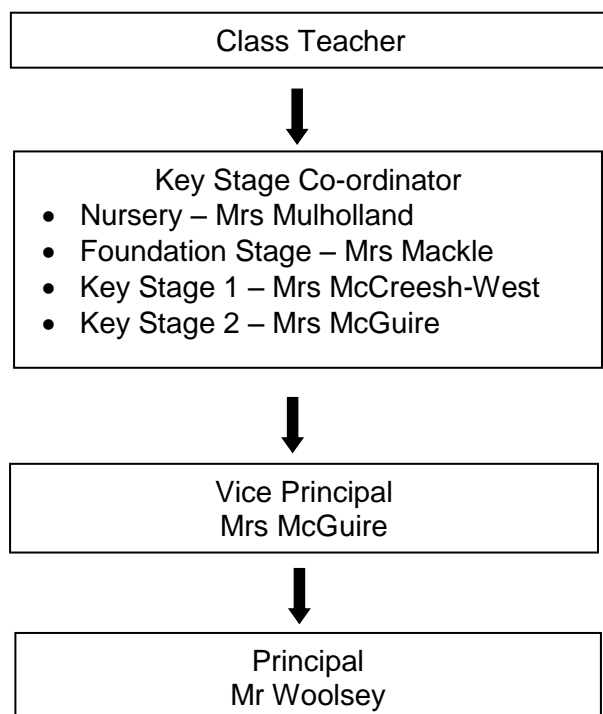 Class Teacher
Key Stage Co-ordinator
• Nursery – Mrs Mulholland
• Foundation Stage – Mrs Mackle
• Key Stage 1 – Mrs McCreesh-West
• Key Stage 2 – Mrs McGuire
Vice Principal
Mrs McGuire
Principal
Mr Woolsey